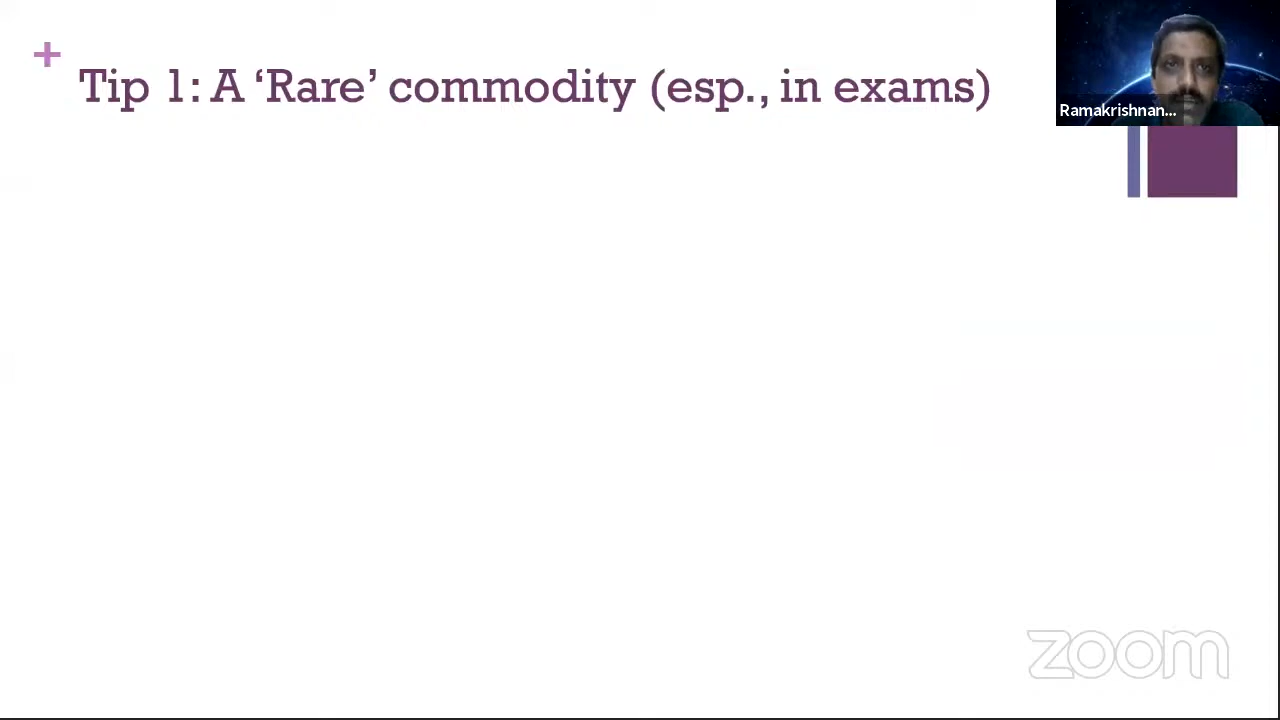 +
Tip 1: A ‘Rare’ commodity (esp., in exams)
Ramakrishnan...
zoom